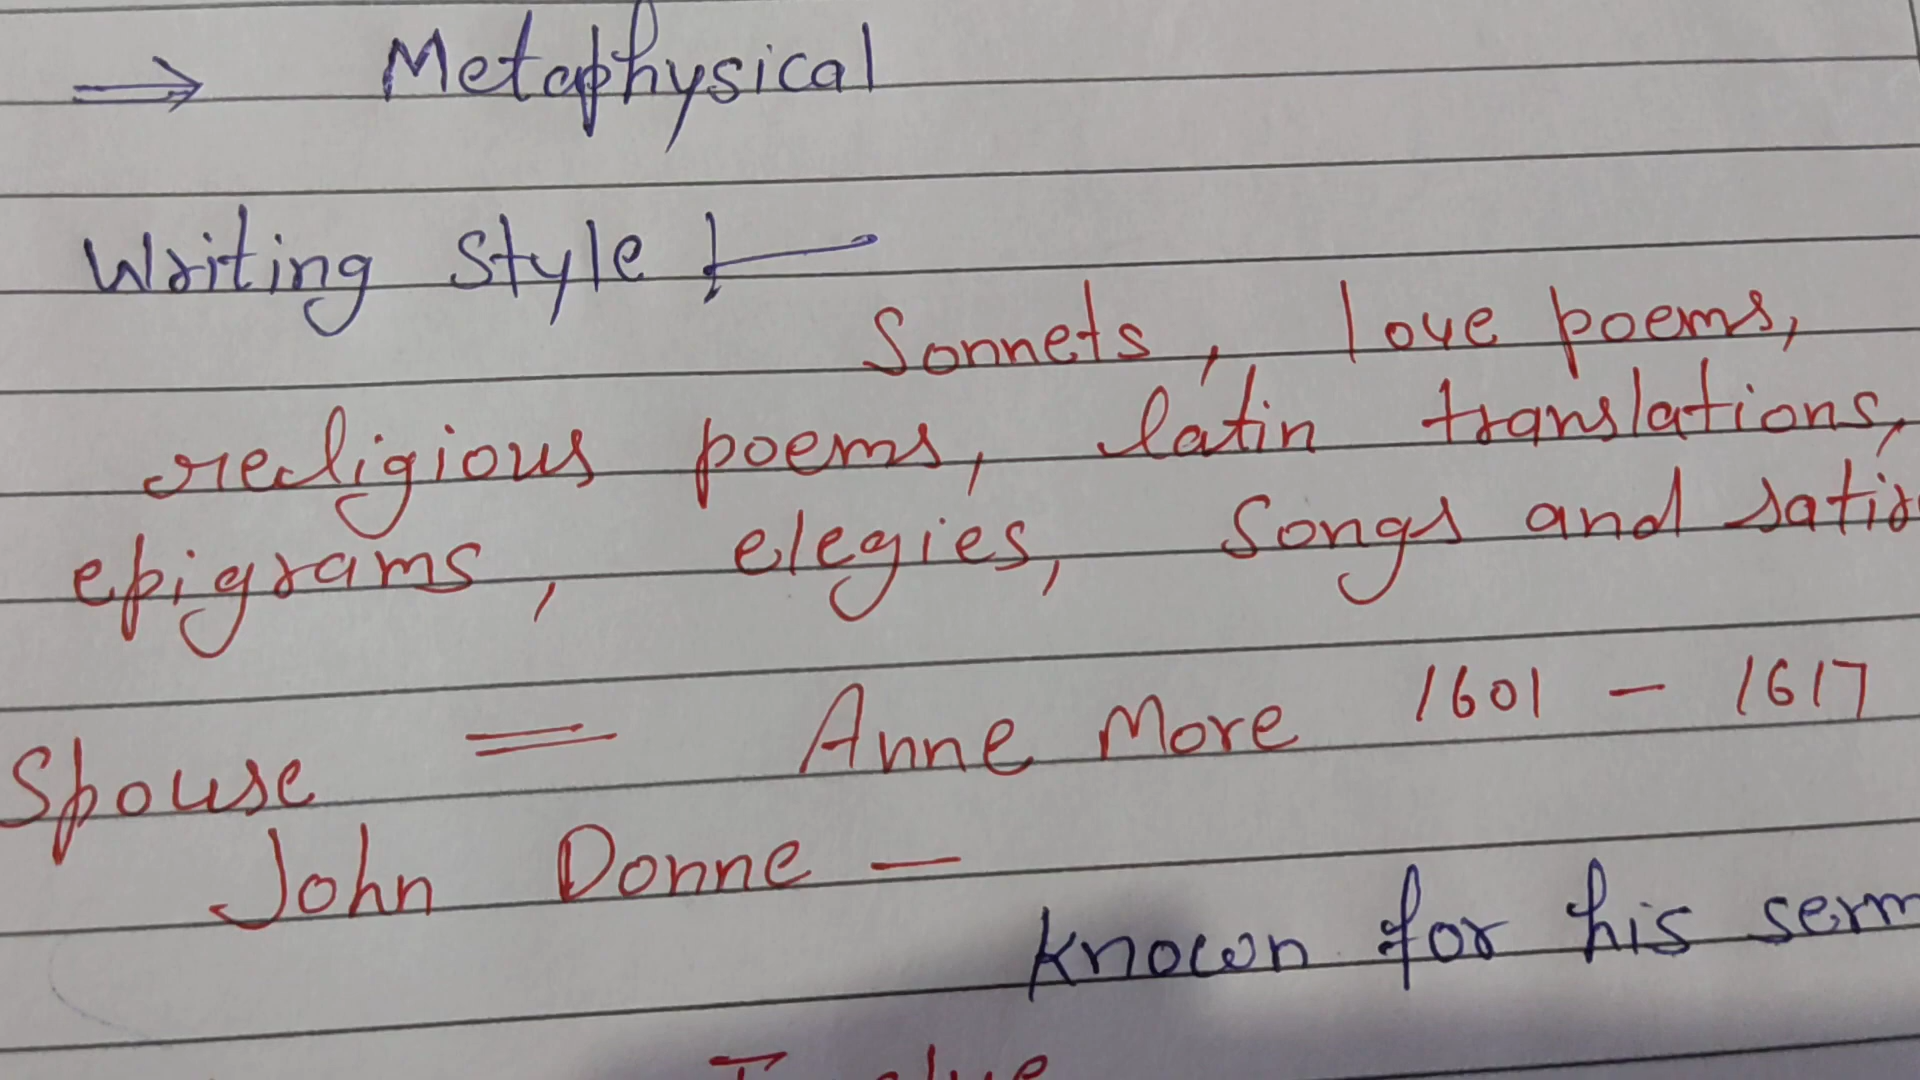 ⇒ Metaphysical
Writing Style :-
Sonnets, love poems,
religious poems, latin translations,
epigrams, elegies, songs and
Spouse = Anne More 1601 - 1617
John Donne -
known for his